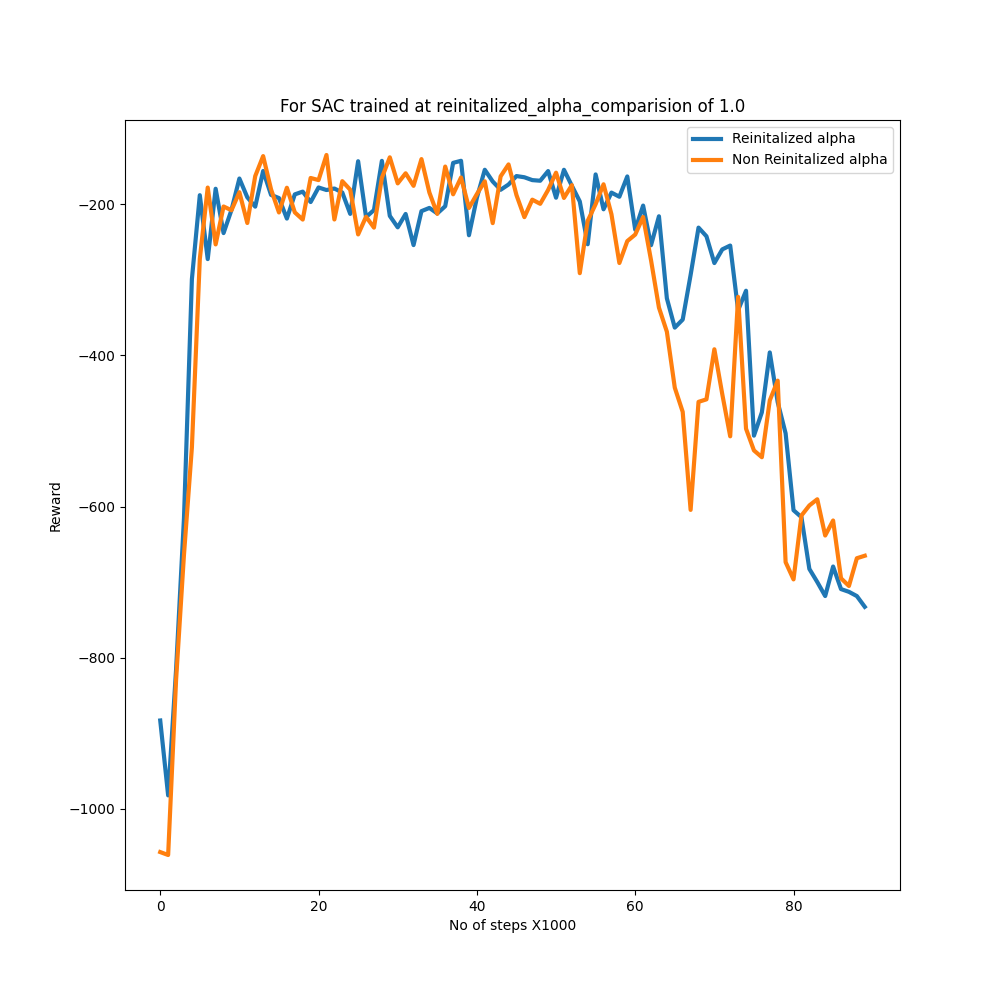 For SAC trained at reinitalized_alpha_comparision of 1.0
Reinitalized alpha
Non Reinitalized alpha
Reward
−200
−400
−600
−800
−1000
0
20
40
60
80
No of steps X1000